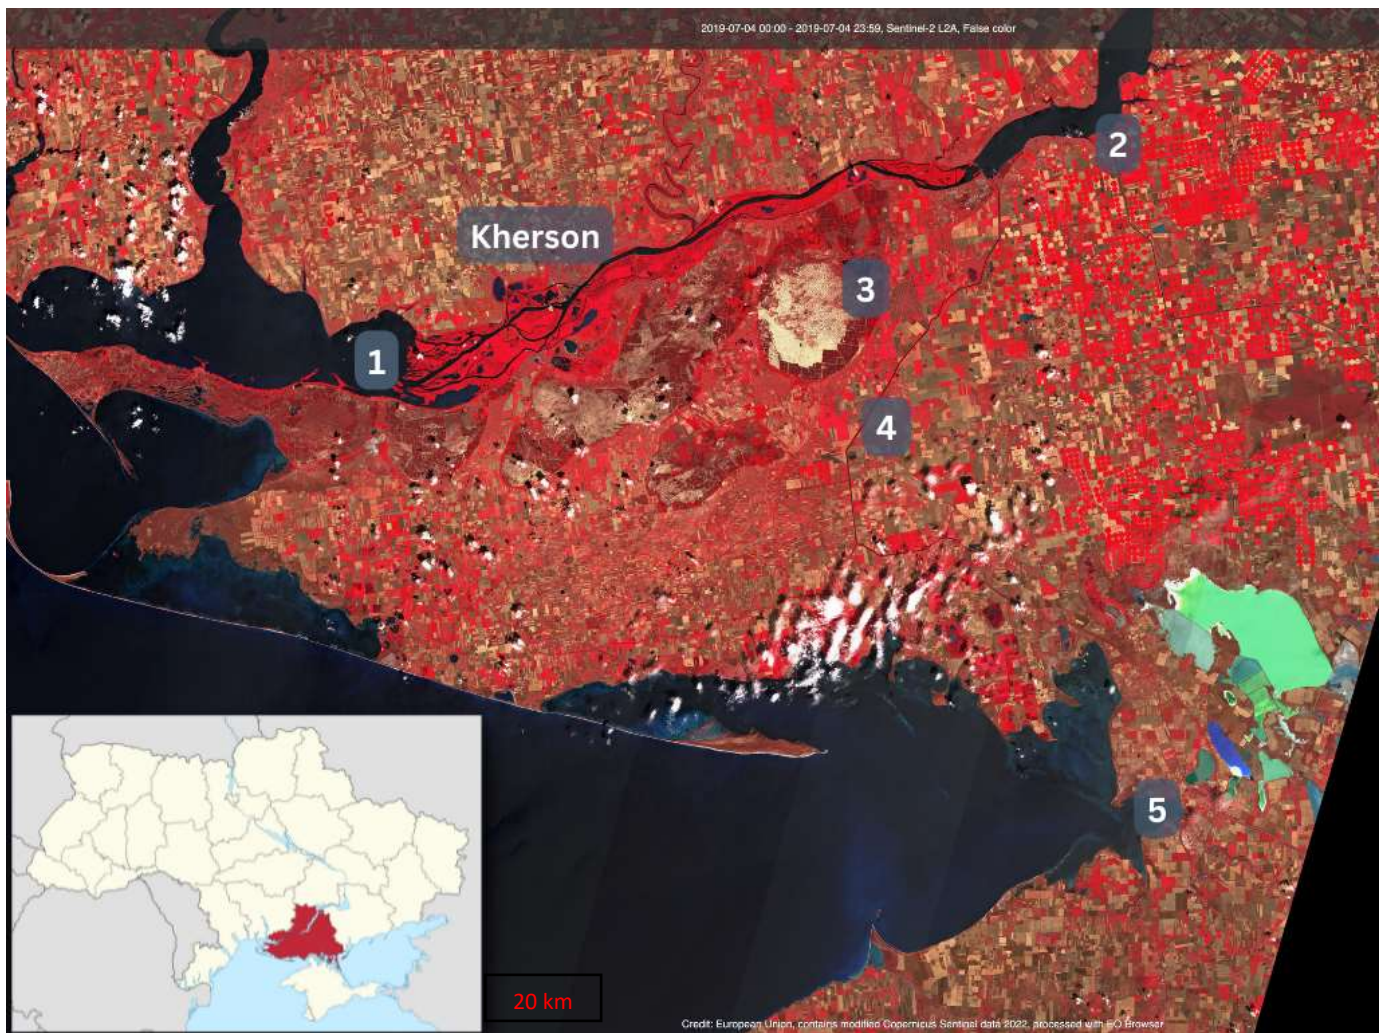 2019-07-04 00:00 - 2019-07-04 23:59, Sentinel-2 L2A, False color
2
Kherson
3
1
4
5
20 km
Credit: European Union, contains modified Copernicus Sentinel data 2022, processed with EO Browser